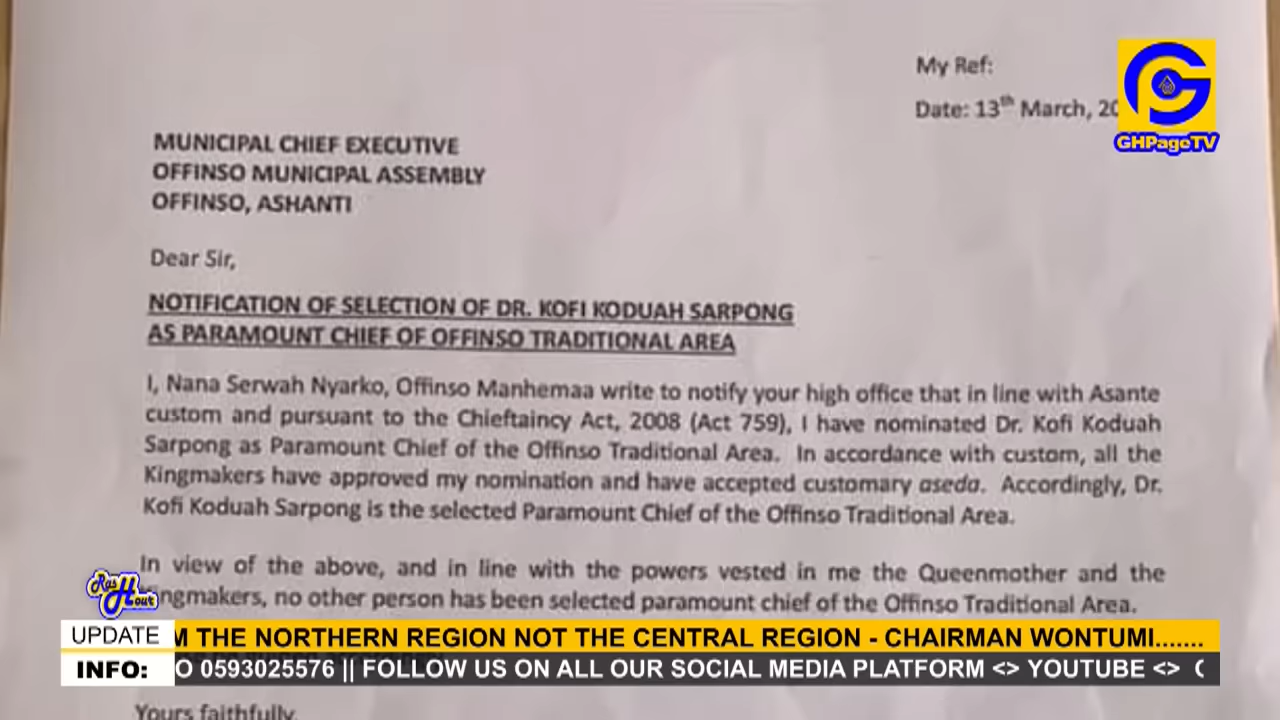 My Ref:
Date: 13th March, 20
GHPageTV
MUNICIPAL CHIEF EXECUTIVE
OFFINSO MUNICIPAL ASSEMBLY
OFFINSO, ASHANTI
Dear Sir,
NOTIFICATION OF SELECTION OF DR. KOFI KODUAH SARPONG
AS PARAMOUNT CHIEF OF OFFINSO TRADITIONAL AREA
I, Nana Serwah Nyarko, Offinso Manhemaa write to notify your high office that in line with Asante
custom and pursuant to the Chieftaincy Act, 2008 (Act 759), I have nominated Dr. Kofi Koduah
Sarpong as Paramount Chief of the Offinso Traditional Area. In accordance with custom, all the
Kingmakers have approved my nomination and have accepted customary aseda. Accordingly, Dr.
Kofi Koduah Sarpong is the selected Paramount Chief of the Offinso Traditional Area.
In view of the above, and in line with the powers vested in me the Queenmother and the
ngmakers, no other person has been selected paramount chief of the Offinso Traditional Area.
Ras Hout
UPDATE M THE NORTHERN REGION NOT THE CENTRAL REGION - CHAIRMAN WONTUMI.......
INFO: O 0593025576 || FOLLOW US ON ALL OUR SOCIAL MEDIA PLATFORM <> YOUTUBE <>
Yours faithfully,